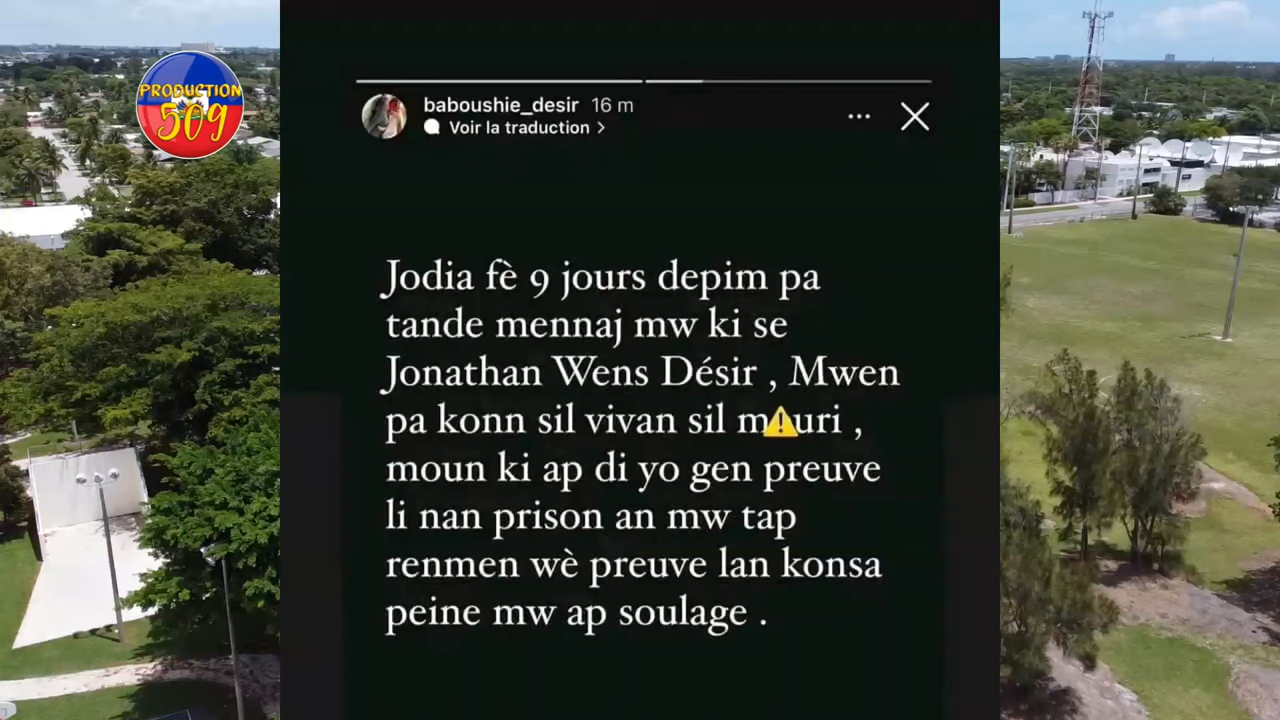 PRODUCTION
509
baboushie_desir 16 m
Voir la traduction >
Jodia fè 9 jours depim pa
tande mennaj mw ki se
Jonathan Wens Désir , Mwen
pa konn sil vivan sil m⚠️uri ,
moun ki ap di yo gen preuve
li nan prison an mw tap
renmen wè preuve lan konsa
peine mw ap soulage .